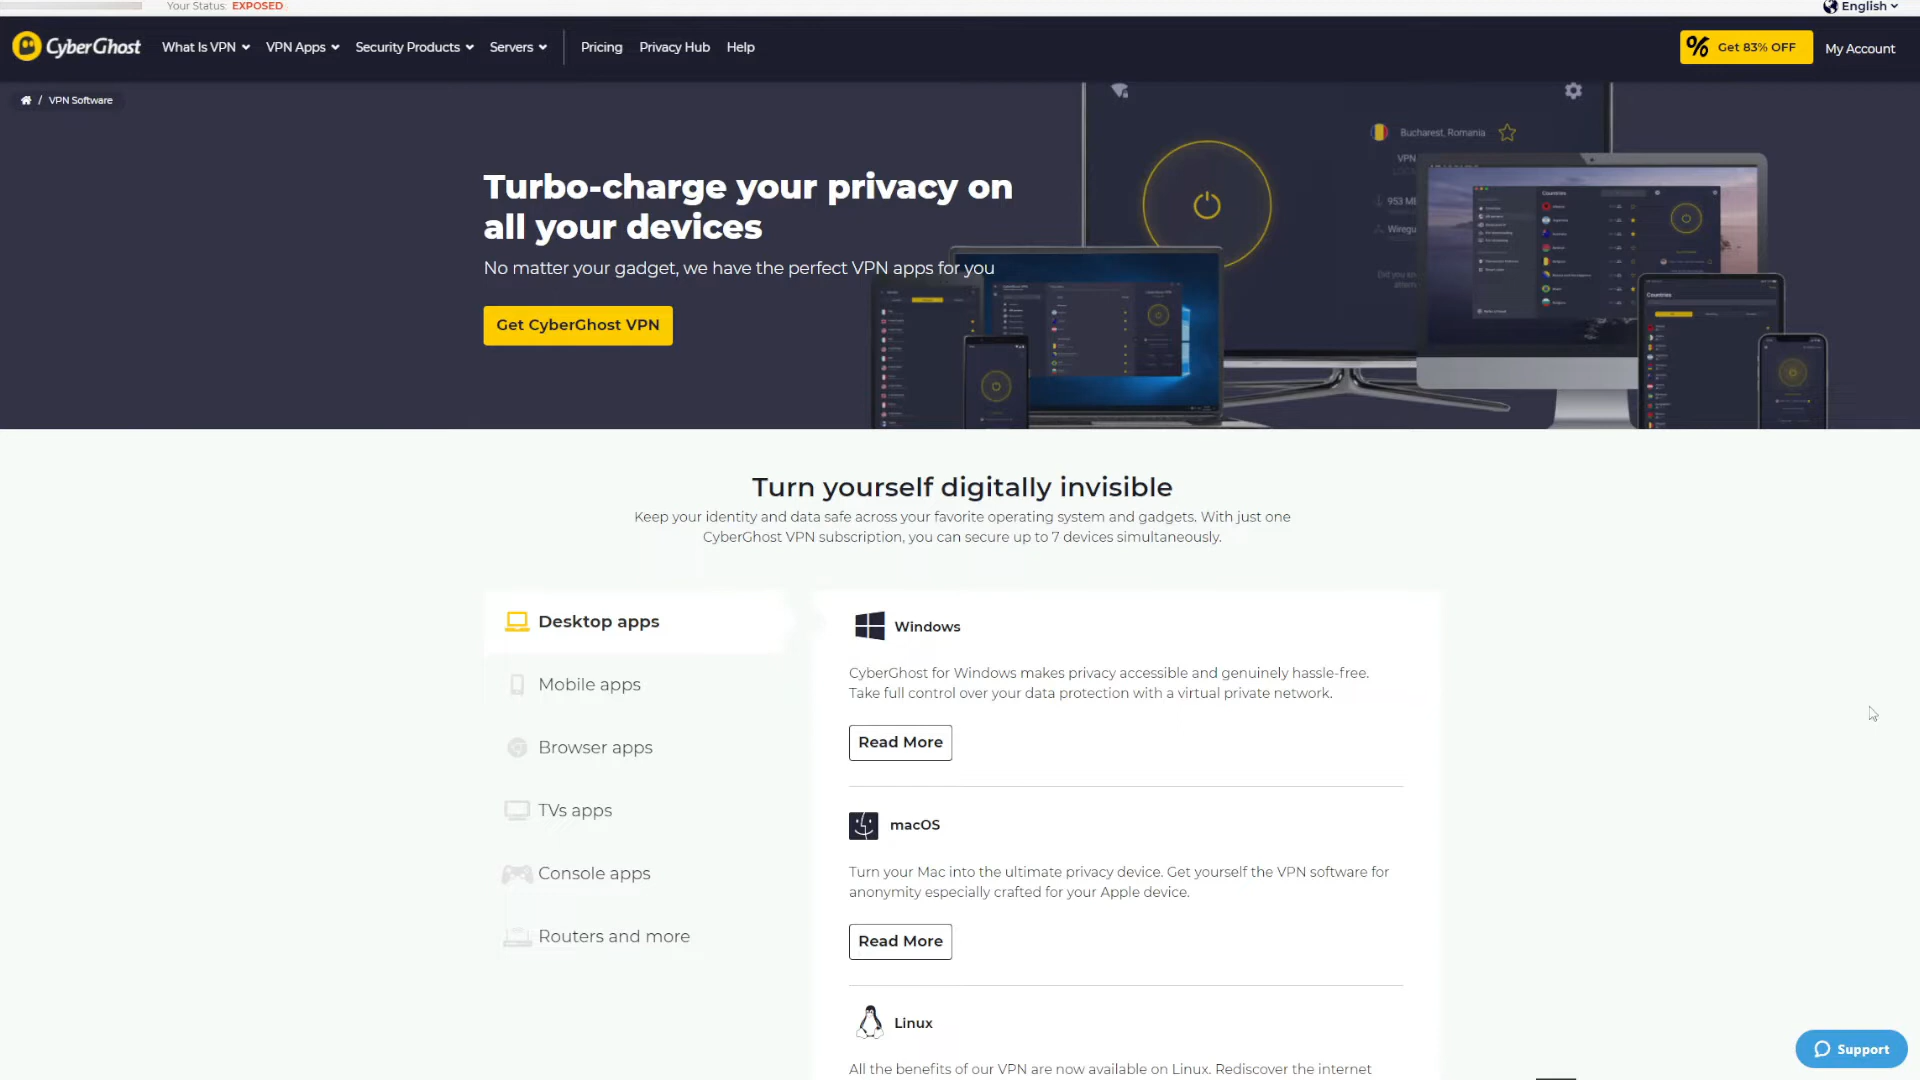 Your Status: EXPOSED
English
CyberGhost What Is VPN VPN Apps Security Products Servers Pricing Privacy Hub Help
% Get 83% OFF My Account
/ VPN Software
Bucharest, Romania
VPN
Turbo-charge your privacy on
all your devices
No matter your gadget, we have the perfect VPN apps for you
Get CyberGhost VPN
Turn yourself digitally invisible
Keep your identity and data safe across your favorite operating system and gadgets. With just one
CyberGhost VPN subscription, you can secure up to 7 devices simultaneously.
Desktop apps
Mobile apps
Browser apps
TVs apps
Console apps
Routers and more
Windows
CyberGhost for Windows makes privacy accessible and genuinely hassle-free.
Take full control over your data protection with a virtual private network.
Read More
macOS
Turn your Mac into the ultimate privacy device. Get yourself the VPN software for
anonymity especially crafted for your Apple device.
Read More
Linux
All the benefits of our VPN are now available on Linux. Rediscover the internet
Support